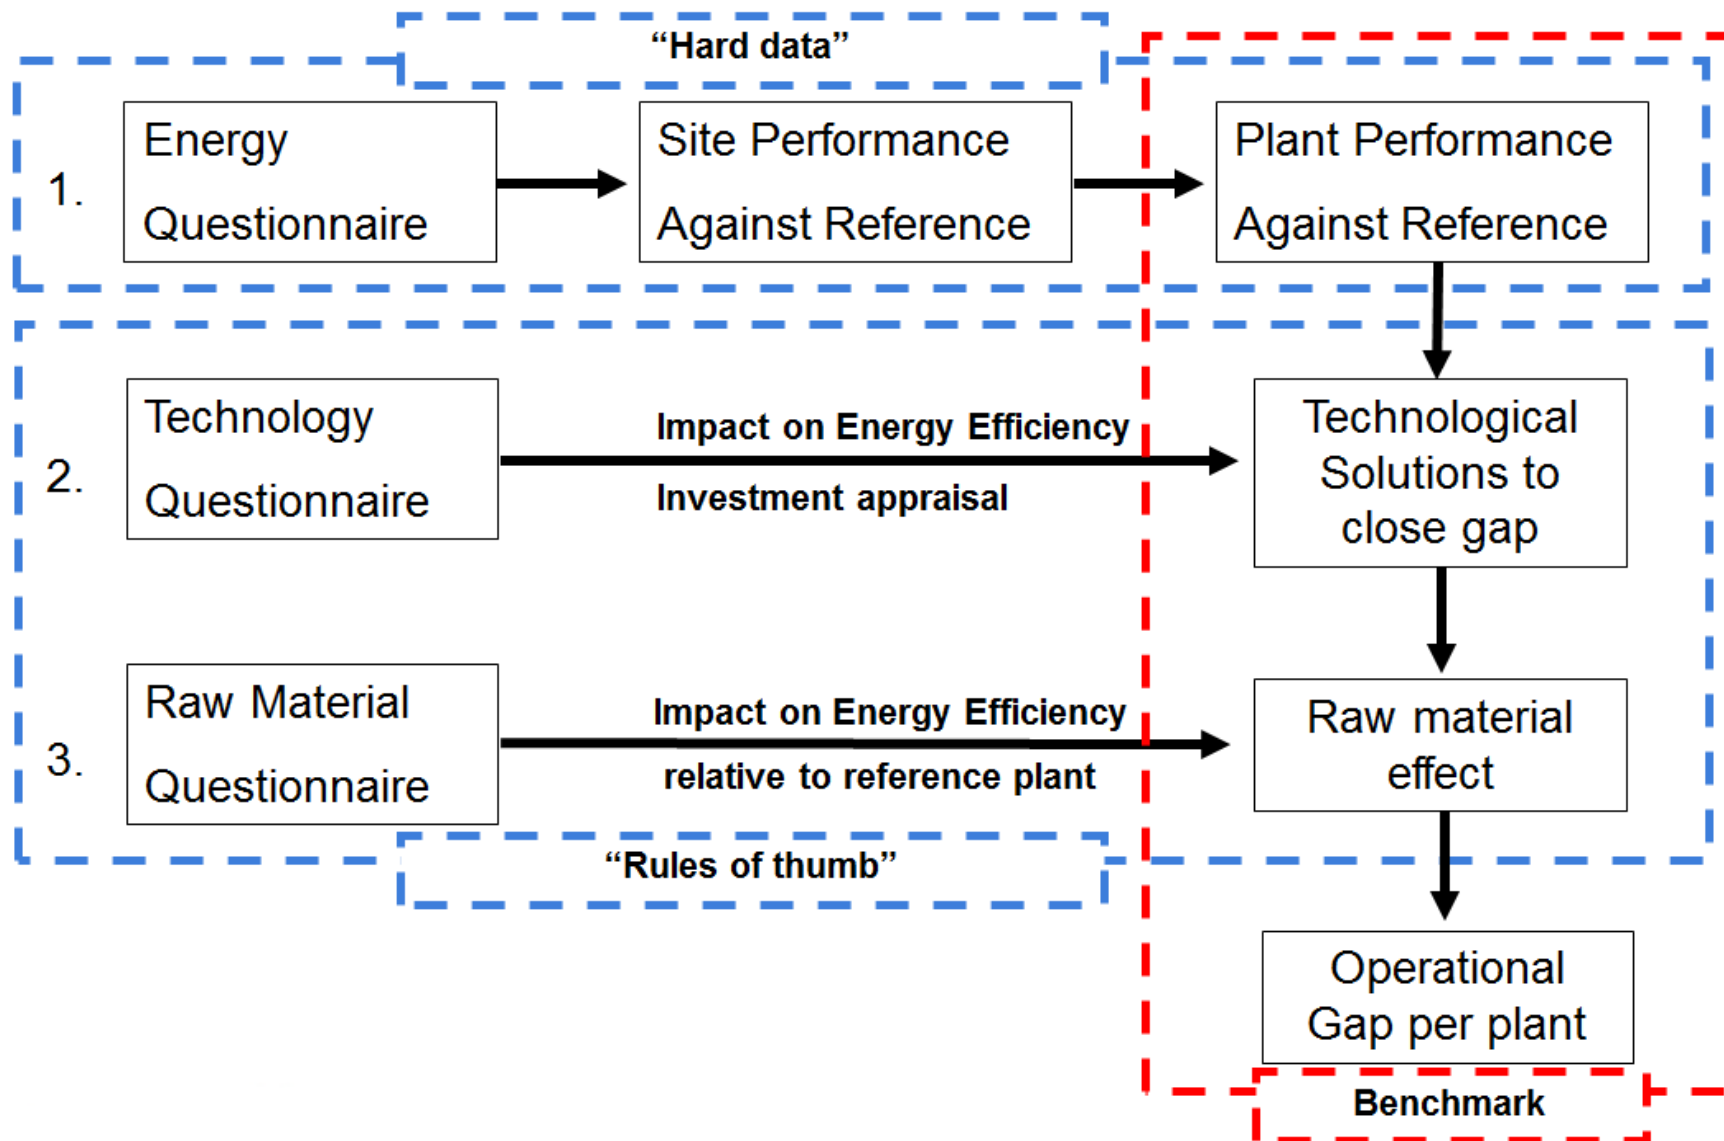 “Hard data”
1.
Energy
Questionnaire
Site Performance
Against Reference
Plant Performance
Against Reference
2.
Technology
Questionnaire
Impact on Energy Efficiency
Investment appraisal
Technological
Solutions to
close gap
3.
Raw Material
Questionnaire
Impact on Energy Efficiency
relative to reference plant
Raw material
effect
“Rules of thumb”
Operational
Gap per plant
Benchmark